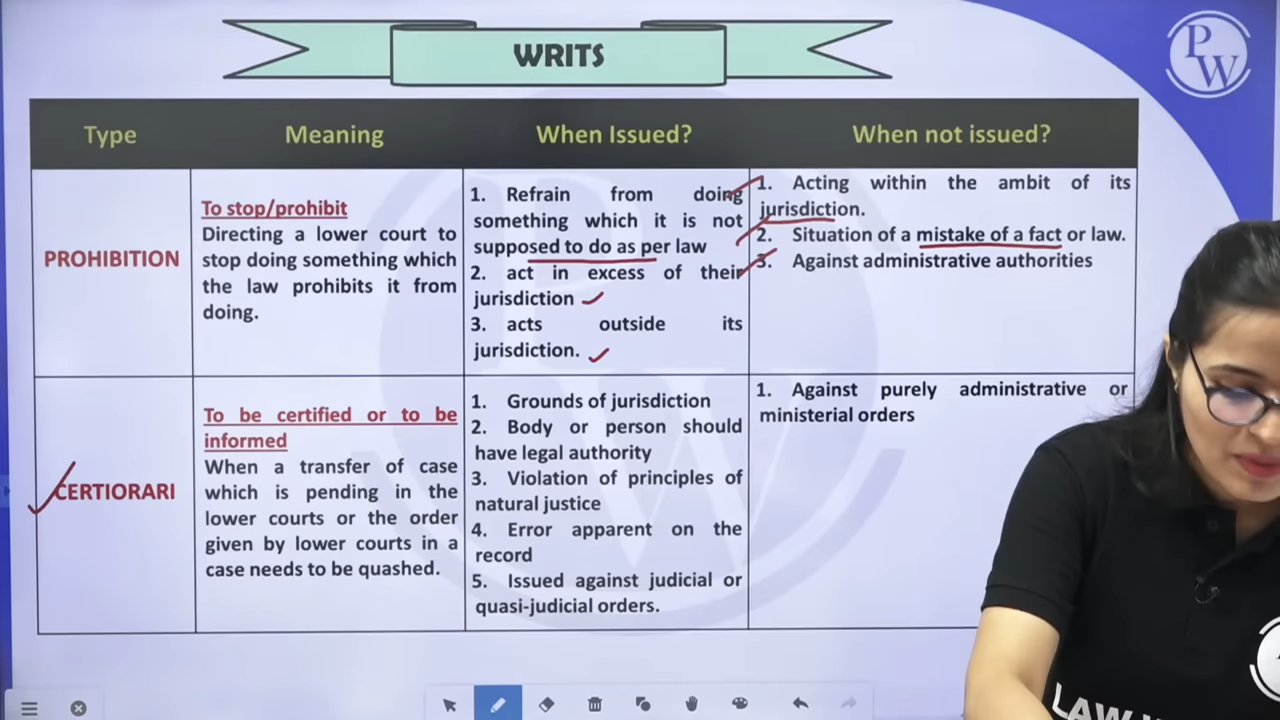 WRITS
PW
Type
Meaning
When Issued?
When not issued?
PROHIBITION
To stop/prohibit
Directing a lower court to
stop doing something which
the law prohibits it from
doing.
1. Refrain from doing
something which it is not
supposed to do as per law
2. act in excess of their
jurisdiction
3. acts outside its
jurisdiction.
1. Acting within the ambit of its
jurisdiction.
2. Situation of a mistake of a fact or law.
3. Against administrative authorities
CERTIORARI
To be certified or to be
informed
When a transfer of case
which is pending in the
lower courts or the order
given by lower courts in a
case needs to be quashed.
1. Grounds of jurisdiction
2. Body or person should
have legal authority
3. Violation of principles of
natural justice
4. Error apparent on the
record
5. Issued against judicial or
quasi-judicial orders.
1. Against purely administrative or
ministerial orders
LAW